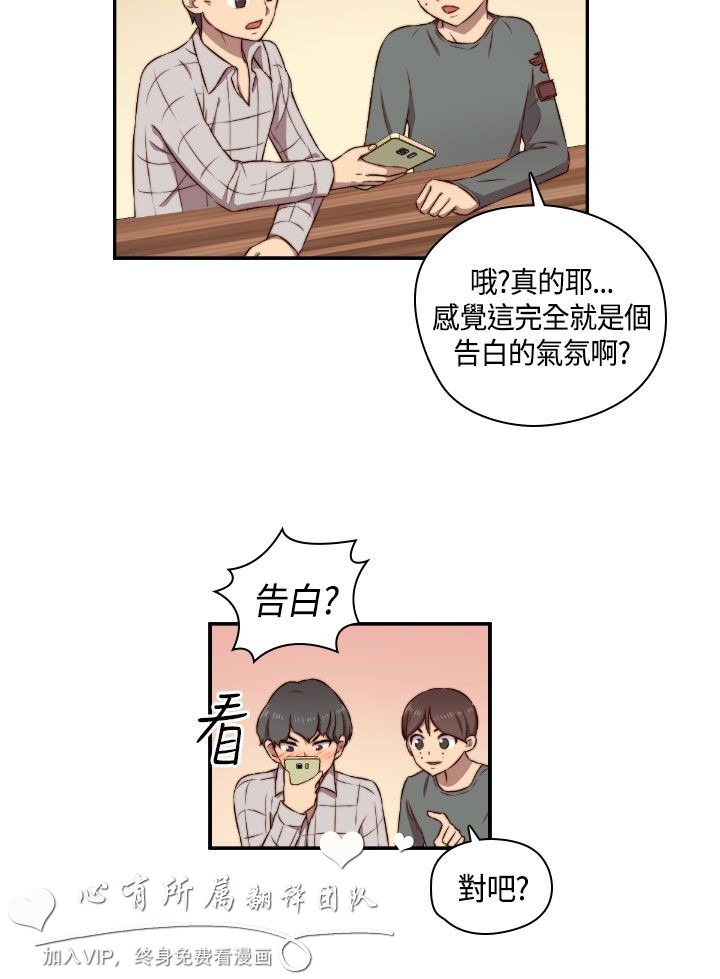 哦?真的耶...
感覺這完全就是個
告白的氣氛啊?
告白?
看
對吧?
心有所属翻译团队
加入VIP，终身免费看漫画